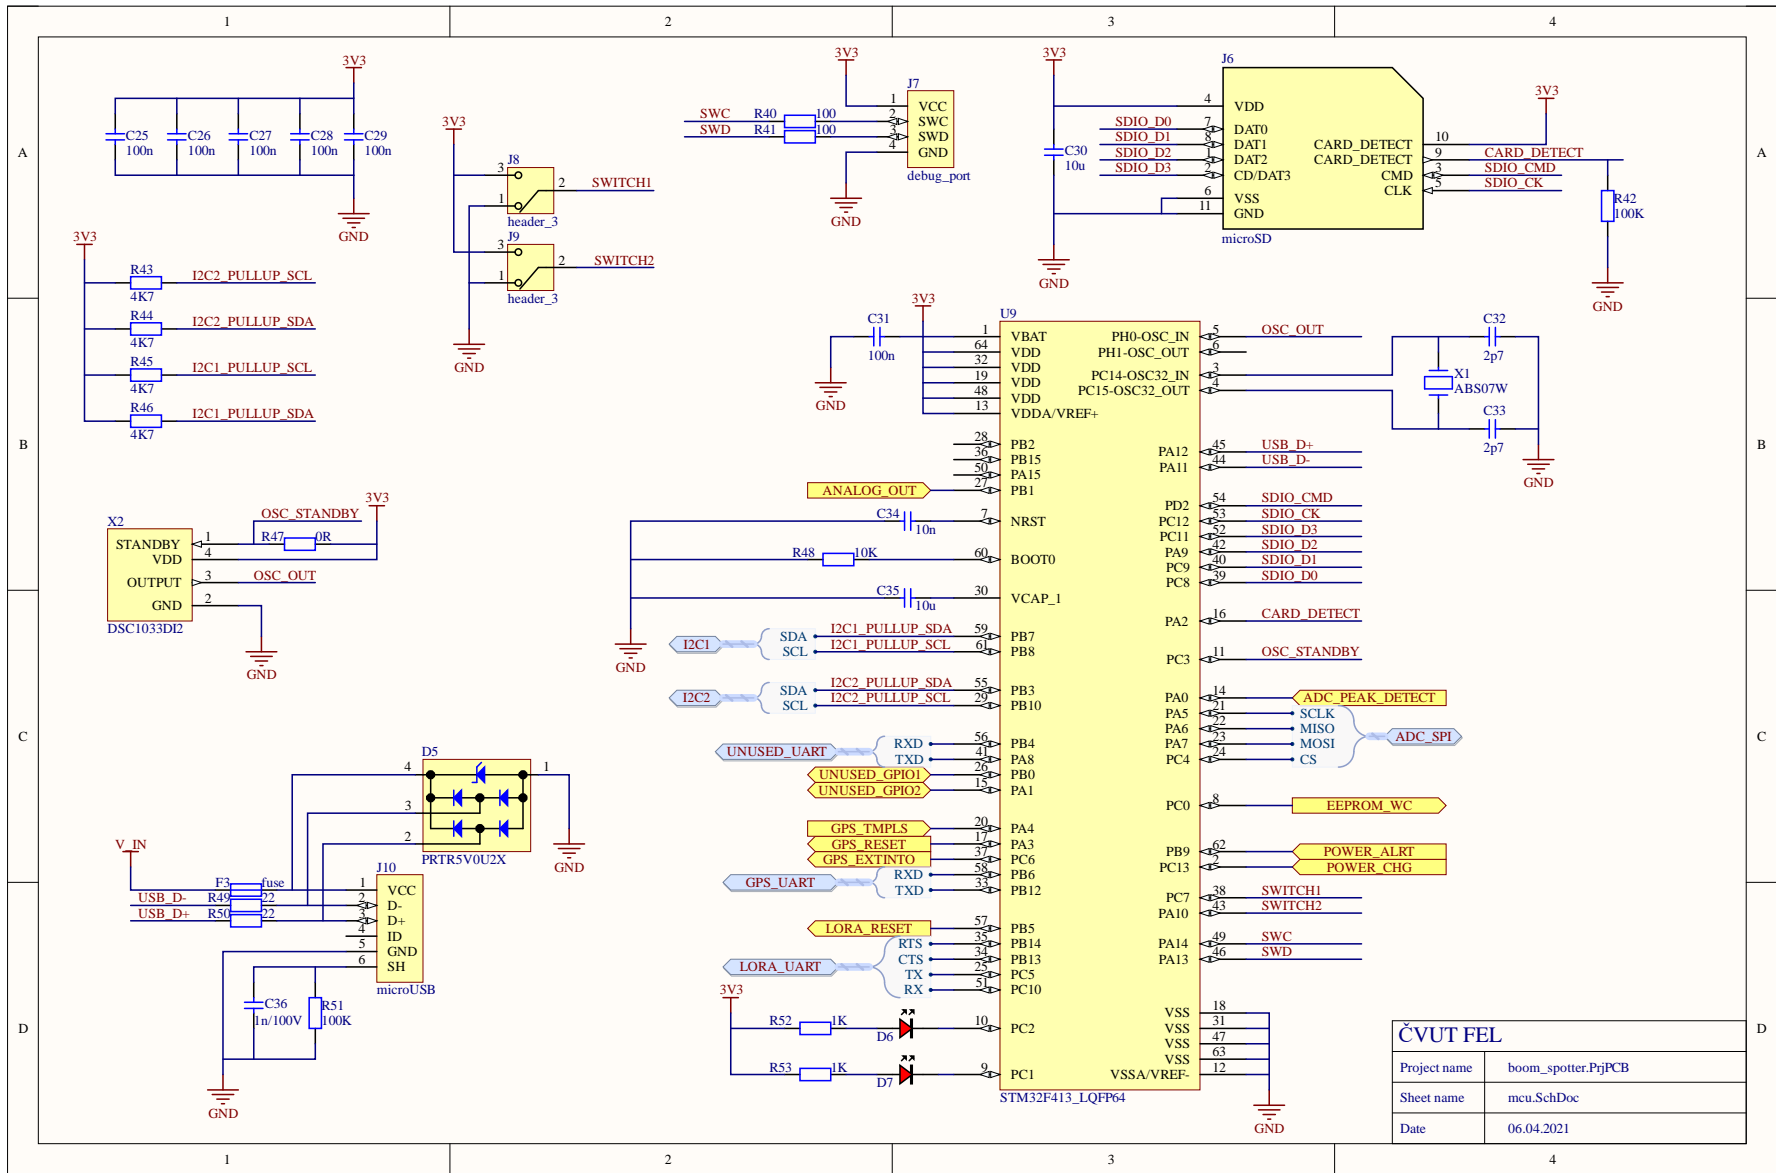 1 2 3 4
A
3V3
C25 100n
C26 100n
C27 100n
C28 100n
C29 100n
GND
3V3
J8
3
1
2
SWITCH1
header_3
J9
3
1
2
SWITCH2
header_3
GND
3V3
J7
SWC R40 100 1 VCC
SWD R41 100 2 SWC
3 SWD
4 GND
debug_port
GND
3V3
C30
10u
GND
J6
4 VDD
SDIO_D0 7 DAT0
SDIO_D1 8 DAT1
SDIO_D2 1 DAT2
SDIO_D3 2 CD/DAT3
6 VSS
11 GND
CARD_DETECT 10
CARD_DETECT 9 CARD_DETECT
CMD 3 SDIO_CMD
CLK 5 SDIO_CK
microSD
3V3
R42
100K
GND
A
3V3
R43 4K7 I2C2_PULLUP_SCL
R44 4K7 I2C2_PULLUP_SDA
R45 4K7 I2C1_PULLUP_SCL
R46 4K7 I2C1_PULLUP_SDA
B
X2
STANDBY 1 OSC_STANDBY
R47 0R
3V3
VDD 4
OUTPUT 3 OSC_OUT
GND 2
DSC1033DI2
GND
3V3
C31
100n
GND
U9
1 VBAT
64 VDD
32 VDD
19 VDD
48 VDD
13 VDDA/VREF+
28 PB2
36 PB15
50 PA15
ANALOG_OUT 27 PB1
C34 10n 7 NRST
R48 10K 60 BOOT0
C35 10u 30 VCAP_1
GND
I2C1 SDA I2C1_PULLUP_SDA 59 PB7
SCL I2C1_PULLUP_SCL 61 PB8
I2C2 SDA I2C2_PULLUP_SDA 55 PB3
SCL I2C2_PULLUP_SCL 29 PB10
UNUSED_UART RXD 56 PB4
TXD 41 PA8
UNUSED_GPIO1 26 PB0
UNUSED_GPIO2 15 PA1
GPS_TMPLS 20 PA4
GPS_RESET 17 PA3
GPS_EXTINTO 37 PC6
GPS_UART RXD 58 PB6
TXD 33 PB12
LORA_RESET 57 PB5
LORA_UART RTS 35 PB14
CTS 34 PB13
TX 25 PC5
RX 51 PC10
3V3
R52 1K D6 10 PC2
R53 1K D7 9 PC1
STM32F413_LQFP64
PH0-OSC_IN 5 OSC_OUT
PH1-OSC_OUT 6
PC14-OSC32_IN 3
PC15-OSC32_OUT 4
C32
2p7
X1
ABS07W
C33
2p7
GND
B
PA12 45 USB_D+
PA11 44 USB_D-
PD2 54 SDIO_CMD
PC12 53 SDIO_CK
PC11 52 SDIO_D3
PA9 42 SDIO_D2
PC9 40 SDIO_D1
PC8 39 SDIO_D0
PA2 16 CARD_DETECT
PC3 11 OSC_STANDBY
PA0 14 ADC_PEAK_DETECT
PA5 21 SCLK
PA6 22 MISO
PA7 23 MOSI
PC4 24 CS
ADC_SPI
PC0 8 EEPROM_WC
PB9 62 POWER_ALRT
PC13 2 POWER_CHG
PC7 38 SWITCH1
PA10 43 SWITCH2
PA14 49 SWC
PA13 46 SWD
VSS 18
VSS 31
VSS 47
VSS 63
VSSA/VREF- 12
GND
C
C
D5
4
3
2
1
PRTR5V0U2X
GND
V_IN
J10
F3 fuse 1 VCC
USB_D- R49 22 2 D-
USB_D+ R50 22 3 D+
4 ID
5 GND
6 SH
microUSB
C36
1n/100V
R51
100K
GND
D
D
ČVUT FEL
Project name boom_spotter.PrjPCB
Sheet name mcu.SchDoc
Date 06.04.2021
1 2 3 4